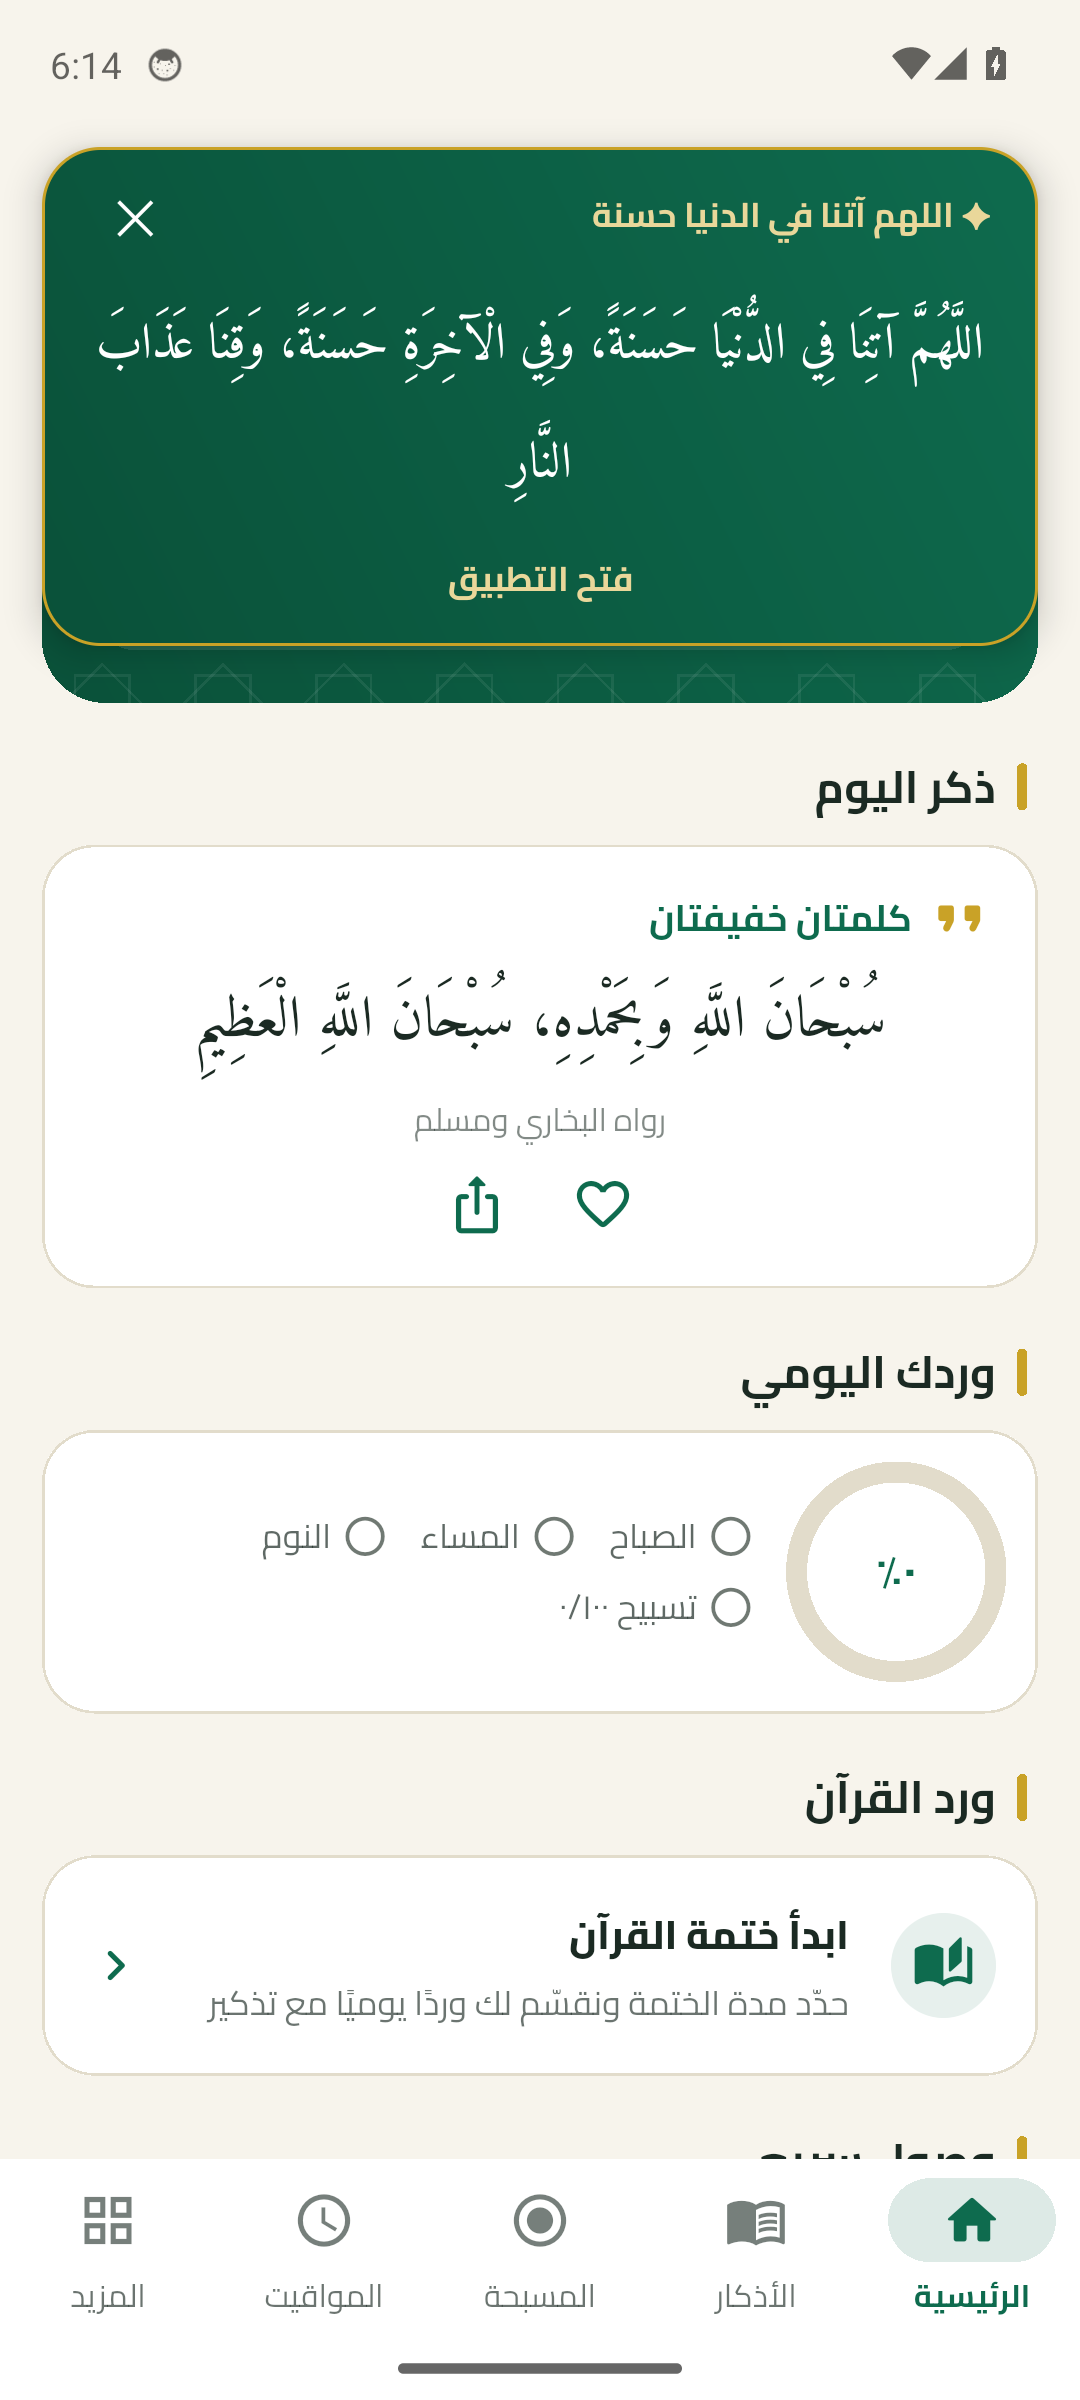 6:14
اللهم آتنا في الدنيا حسنة
اللَّهُمَّ آتِنَا فِي الدُّنْيَا حَسَنَةً، وَفِي الْآخِرَةِ حَسَنَةً، وَقِنَا عَذَابَ
النَّارِ
فتح التطبيق
ذكر اليوم
كلمتان خفيفتان
سُبْحَانَ اللَّهِ وَبِحَمْدِهِ، سُبْحَانَ اللَّهِ الْعَظِيمِ
رواه البخاري ومسلم
وردك اليومي
الصباح المساء النوم
٠٪
تسبيح ٠/١٠٠
ورد القرآن
ابدأ ختمة القرآن
حدّد مدة الختمة ونقسّم لك وردًا يوميًا مع تذكير
وصول سريع
الرئيسية الأذكار المسبحة المواقيت المزيد